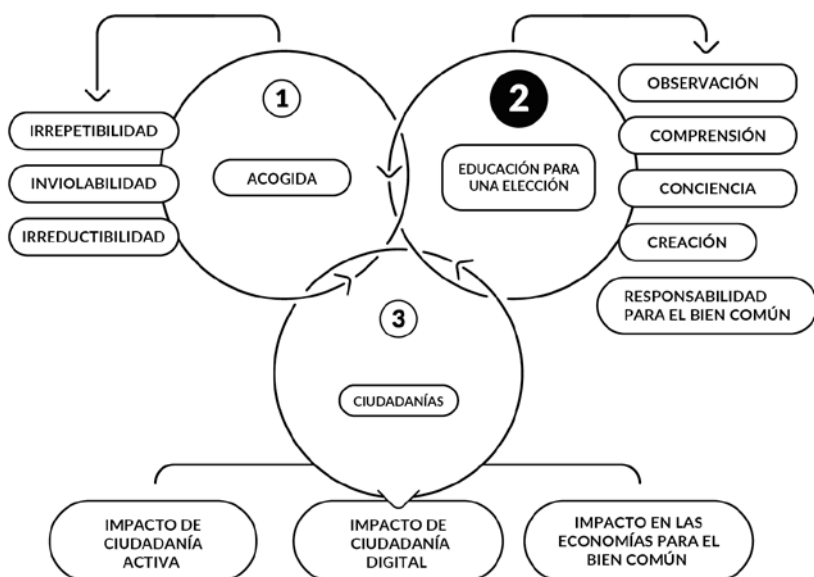 1
ACOGIDA
IRREPETIBILIDAD
INVIOLABILIDAD
IRREDUCTIBILIDAD
2
EDUCACIÓN PARA
UNA ELECCIÓN
OBSERVACIÓN
COMPRENSIÓN
CONCIENCIA
CREACIÓN
RESPONSABILIDAD
PARA EL BIEN COMÚN
3
CIUDADANÍAS
IMPACTO DE
CIUDADANÍA
ACTIVA
IMPACTO DE
CIUDADANÍA
DIGITAL
IMPACTO EN LAS
ECONOMÍAS PARA EL
BIEN COMÚN